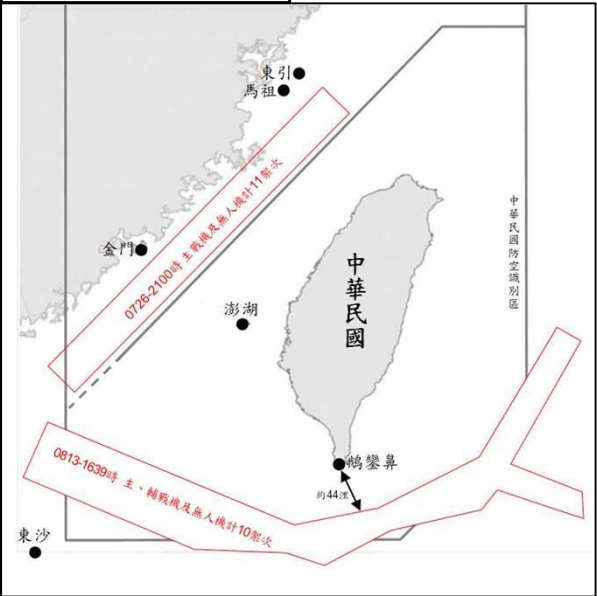 東引
馬祖
0726-2100時 主戰機及無人機計11架次
金門
中華民國防空識別區
澎湖
中華民國
鵝鑾鼻
約44浬
0813-1639時 主、輔戰機及無人機計10架次
東沙